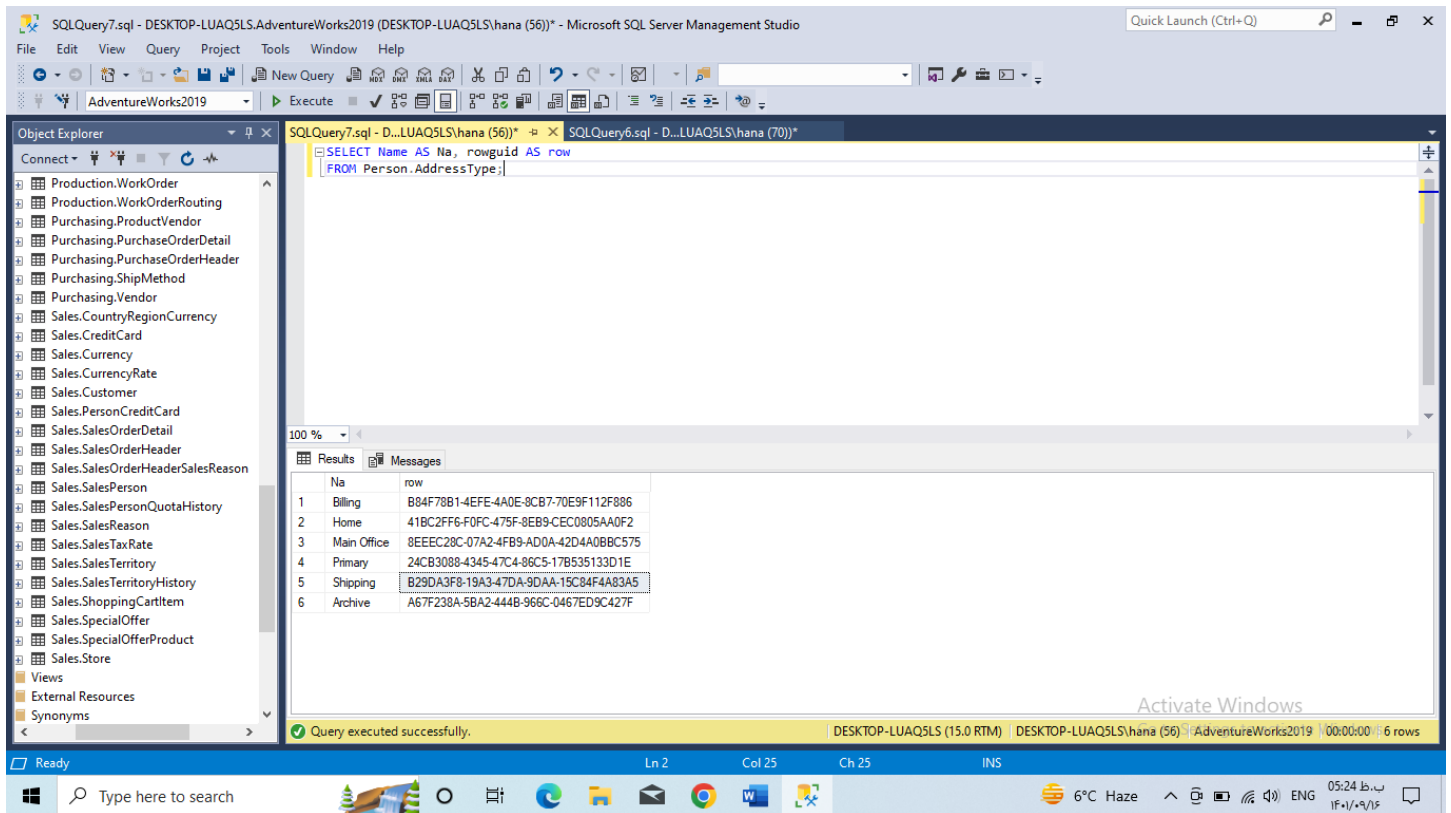 SQLQuery7.sql - DESKTOP-LUAQ5LS.AdventureWorks2019 (DESKTOP-LUAQ5LS\hana (56))* - Microsoft SQL Server Management Studio
Quick Launch (Ctrl+Q)
File Edit View Query Project Tools Window Help
New Query MDX DMX XMLA DAX
AdventureWorks2019 Execute
Object Explorer
SQLQuery7.sql - D...LUAQ5LS\hana (56))* SQLQuery6.sql - D...LUAQ5LS\hana (70))*
Connect
SELECT Name AS Na, rowguid AS row
FROM Person.AddressType;
Production.WorkOrder
Production.WorkOrderRouting
Purchasing.ProductVendor
Purchasing.PurchaseOrderDetail
Purchasing.PurchaseOrderHeader
Purchasing.ShipMethod
Purchasing.Vendor
Sales.CountryRegionCurrency
Sales.CreditCard
Sales.Currency
Sales.CurrencyRate
Sales.Customer
Sales.PersonCreditCard
Sales.SalesOrderDetail
Sales.SalesOrderHeader
Sales.SalesOrderHeaderSalesReason
Sales.SalesPerson
Sales.SalesPersonQuotaHistory
Sales.SalesReason
Sales.SalesTaxRate
Sales.SalesTerritory
Sales.SalesTerritoryHistory
Sales.ShoppingCartItem
Sales.SpecialOffer
Sales.SpecialOfferProduct
Sales.Store
Views
External Resources
Synonyms
100 %
Results Messages
Na row
1 Billing B84F78B1-4EFE-4A0E-8CB7-70E9F112F886
2 Home 41BC2FF6-F0FC-475F-8EB9-CEC0805AA0F2
3 Main Office 8EEEC28C-07A2-4FB9-AD0A-42D4A0BBC575
4 Primary 24CB3088-4345-47C4-86C5-17B535133D1E
5 Shipping B29DA3F8-19A3-47DA-9DAA-15C84F4A83A5
6 Archive A67F238A-5BA2-444B-966C-0467ED9C427F
Activate Windows
Go to Settings to activate Windows.
Query executed successfully. DESKTOP-LUAQ5LS (15.0 RTM) DESKTOP-LUAQ5LS\hana (56) AdventureWorks2019 00:00:00 6 rows
Ready Ln 2 Col 25 Ch 25 INS
Type here to search
6°C Haze ENG
05:24 ب.ظ
۱۴۰۱/۰۹/۱۶